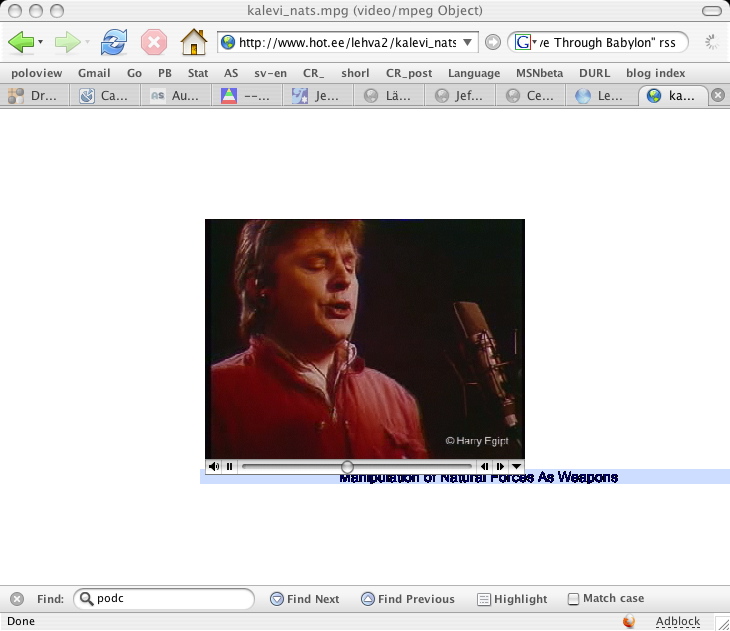 kalevi_nats.mpg (video/mpeg Object)
http://www.hot.ee/lehva2/kalevi_nats
G ve Through Babylon" rss
poloview Gmail Go PB Stat AS sv-en CR_ shorl CR_post Language MSNbeta DURL blog index
Dr... Ca... as Au... --... Je... Lä... Jef... Ce... Le... ka...
© Harry Egipt
Manipulation of Natural Forces As Weapons
Find: podc Find Next Find Previous Highlight Match case
Done Adblock